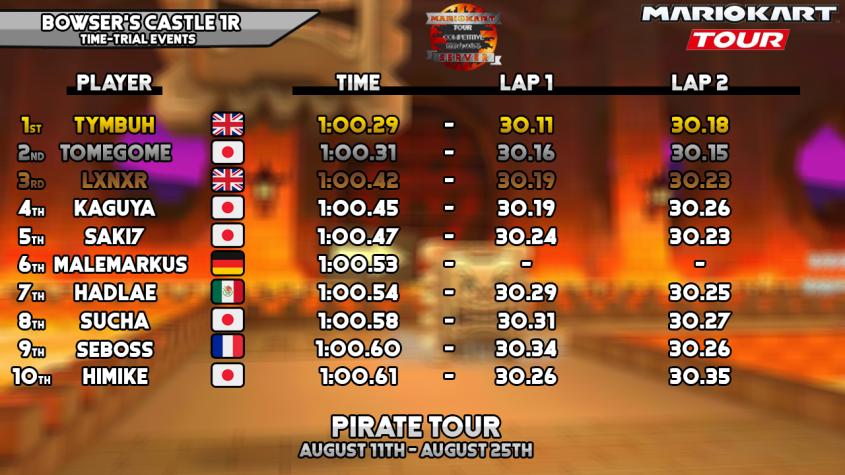 BOWSER'S CASTLE 1R
TIME-TRIAL EVENTS
MARIOKART
TOUR
COMPETITIVE
SERVER
MARIOKART
TOUR
PLAYER TIME LAP 1 LAP 2
1ST TYMBUH 1:00.29 - 30.11 30.18
2ND TOMEGOME 1:00.31 - 30.16 30.15
3RD LXNXR 1:00.42 - 30.19 30.23
4TH KAGUYA 1:00.45 - 30.19 30.26
5TH SAKI7 1:00.47 - 30.24 30.23
6TH MALEMARKUS 1:00.53 - - -
7TH HADLAE 1:00.54 - 30.29 30.25
8TH SUCHA 1:00.58 - 30.31 30.27
9TH SEBOSS 1:00.60 - 30.34 30.26
10TH HIMIKE 1:00.61 - 30.26 30.35
PIRATE TOUR
AUGUST 11TH - AUGUST 25TH